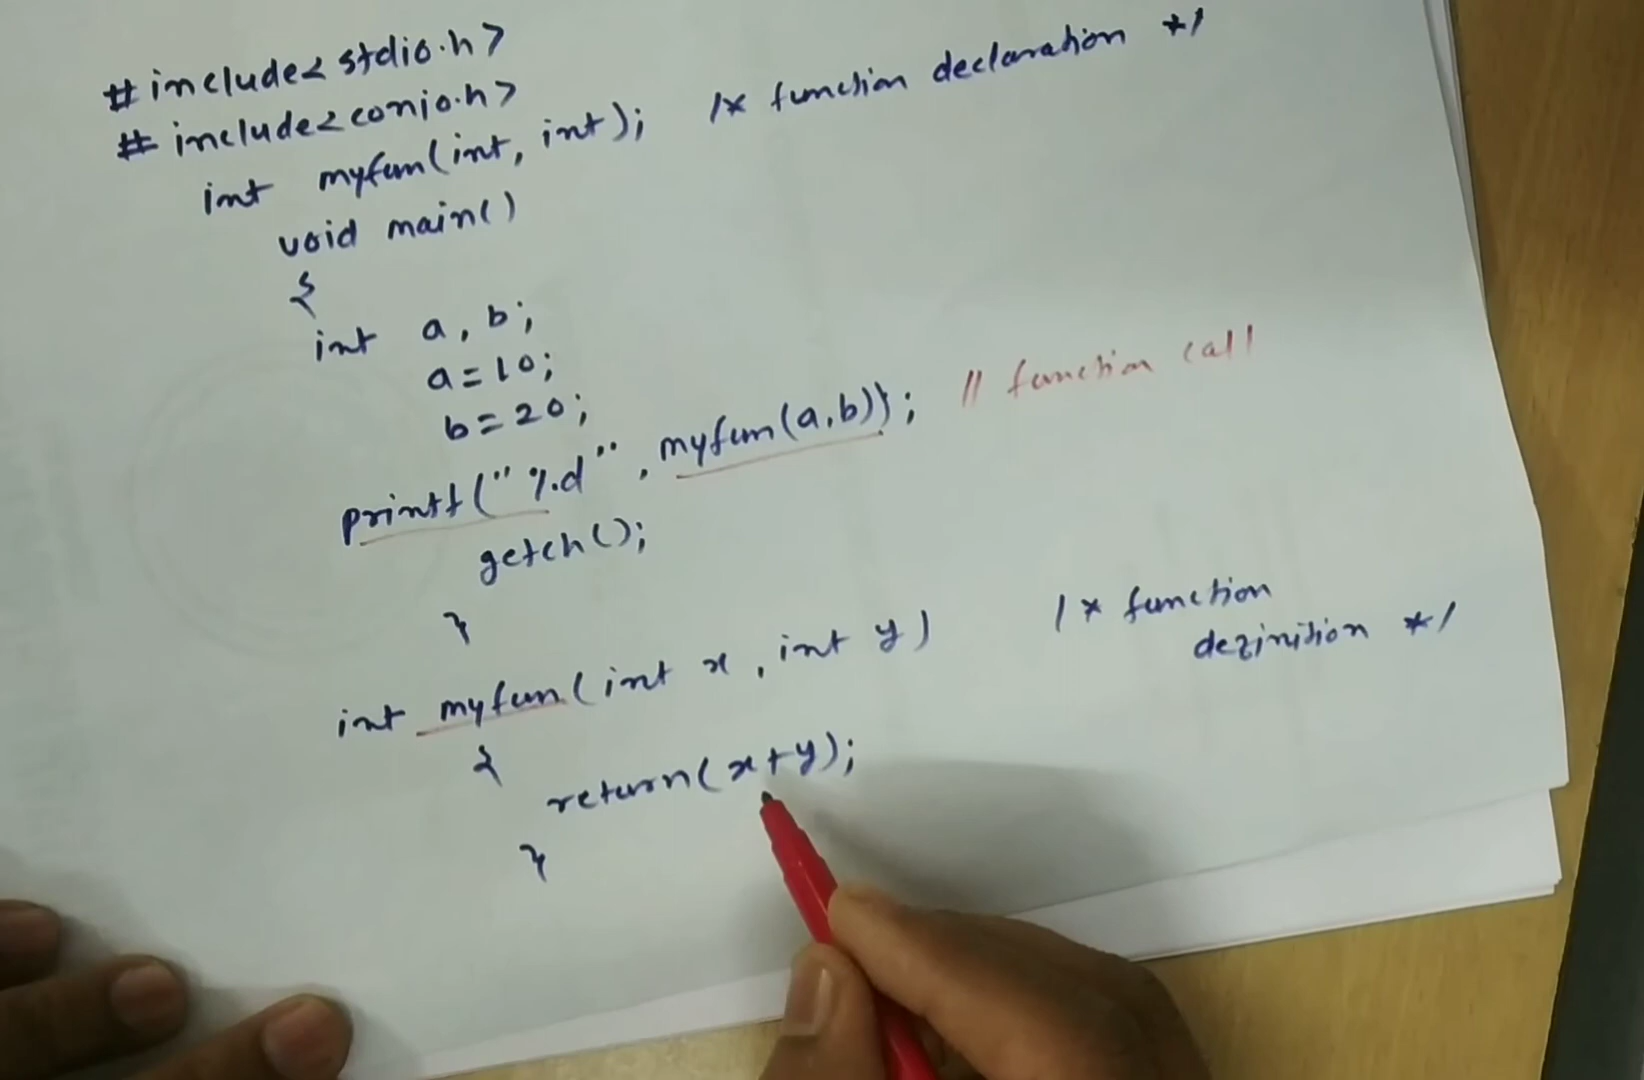 #include<stdio.h>
#include<conio.h>
int myfun(int, int); /* function declaration */
void main()
{
int a, b;
a=10;
b=20;
printf("%d", myfun(a,b)); // function call
getch();
}
int myfun(int x, int y) /* function
dezinition */
{
return(x+y);
}